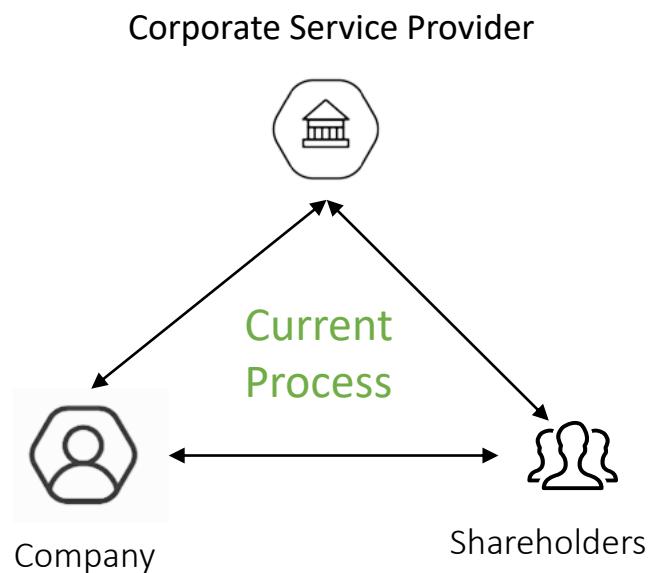 Corporate Service Provider
Current
Process
Company
Shareholders